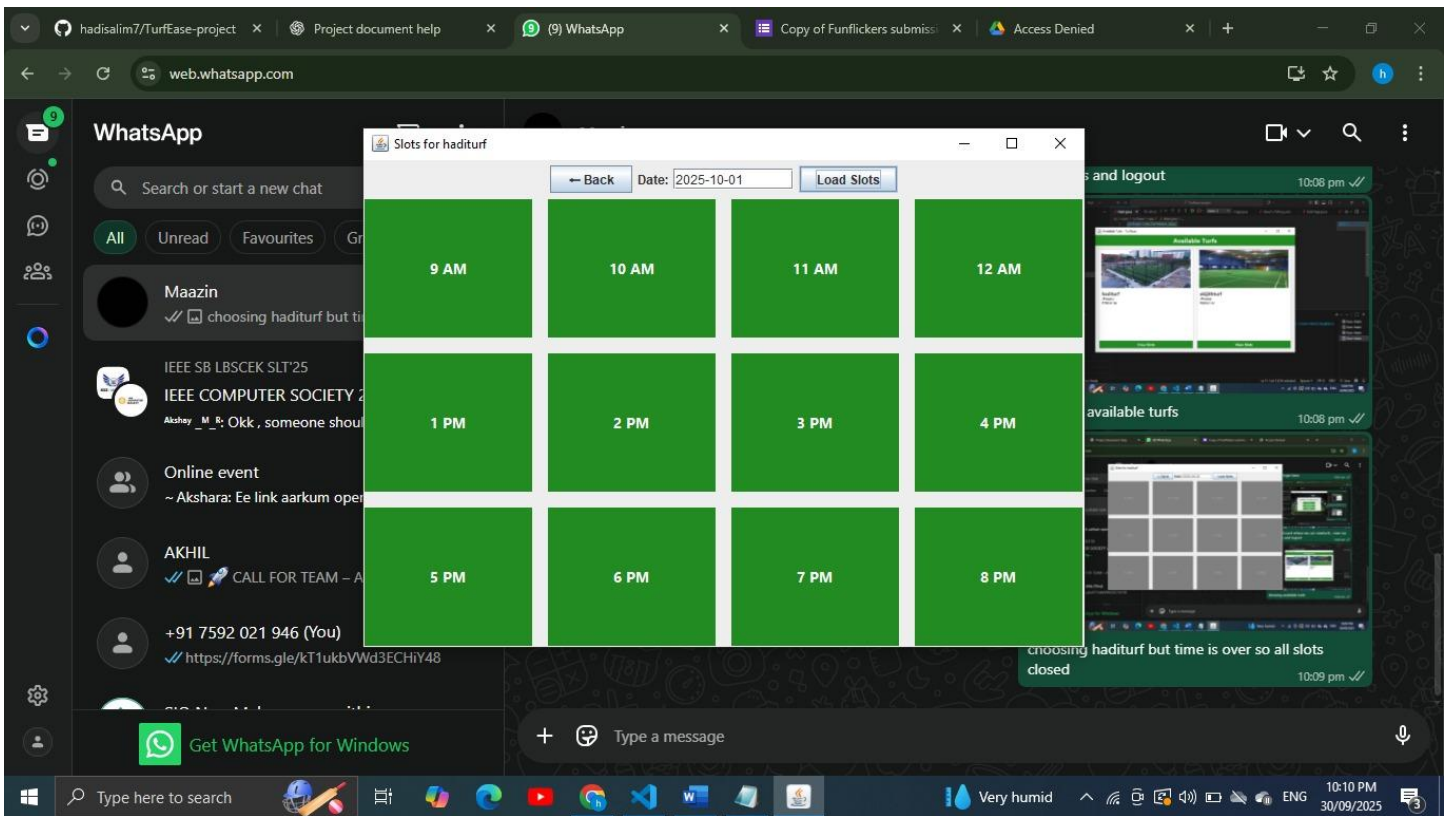 hadisalim7/TurfEase-project
Project document help
(9) WhatsApp
Copy of Funflickers submissi
Access Denied
web.whatsapp.com
h
9
WhatsApp
Search or start a new chat
All
Unread
Favourites
Gr
Maazin
choosing haditurf but ti
IEEE SB LBSCEK SLT'25
IEEE COMPUTER SOCIETY 2
Akshay _M_R: Okk , someone shoul
Online event
~ Akshara: Ee link aarkum oper
AKHIL
🚀 CALL FOR TEAM – A
+91 7592 021 946 (You)
https://forms.gle/kT1ukbVWd3ECHiY48
Get WhatsApp for Windows
Slots for haditurf
← Back
Date:
2025-10-01
Load Slots
9 AM
10 AM
11 AM
12 AM
1 PM
2 PM
3 PM
4 PM
5 PM
6 PM
7 PM
8 PM
s and logout
10:08 pm
Available Turfs
available turfs
10:08 pm
choosing haditurf but time is over so all slots
closed
10:09 pm
Type a message
Type here to search
Very humid
ENG
10:10 PM
30/09/2025
3